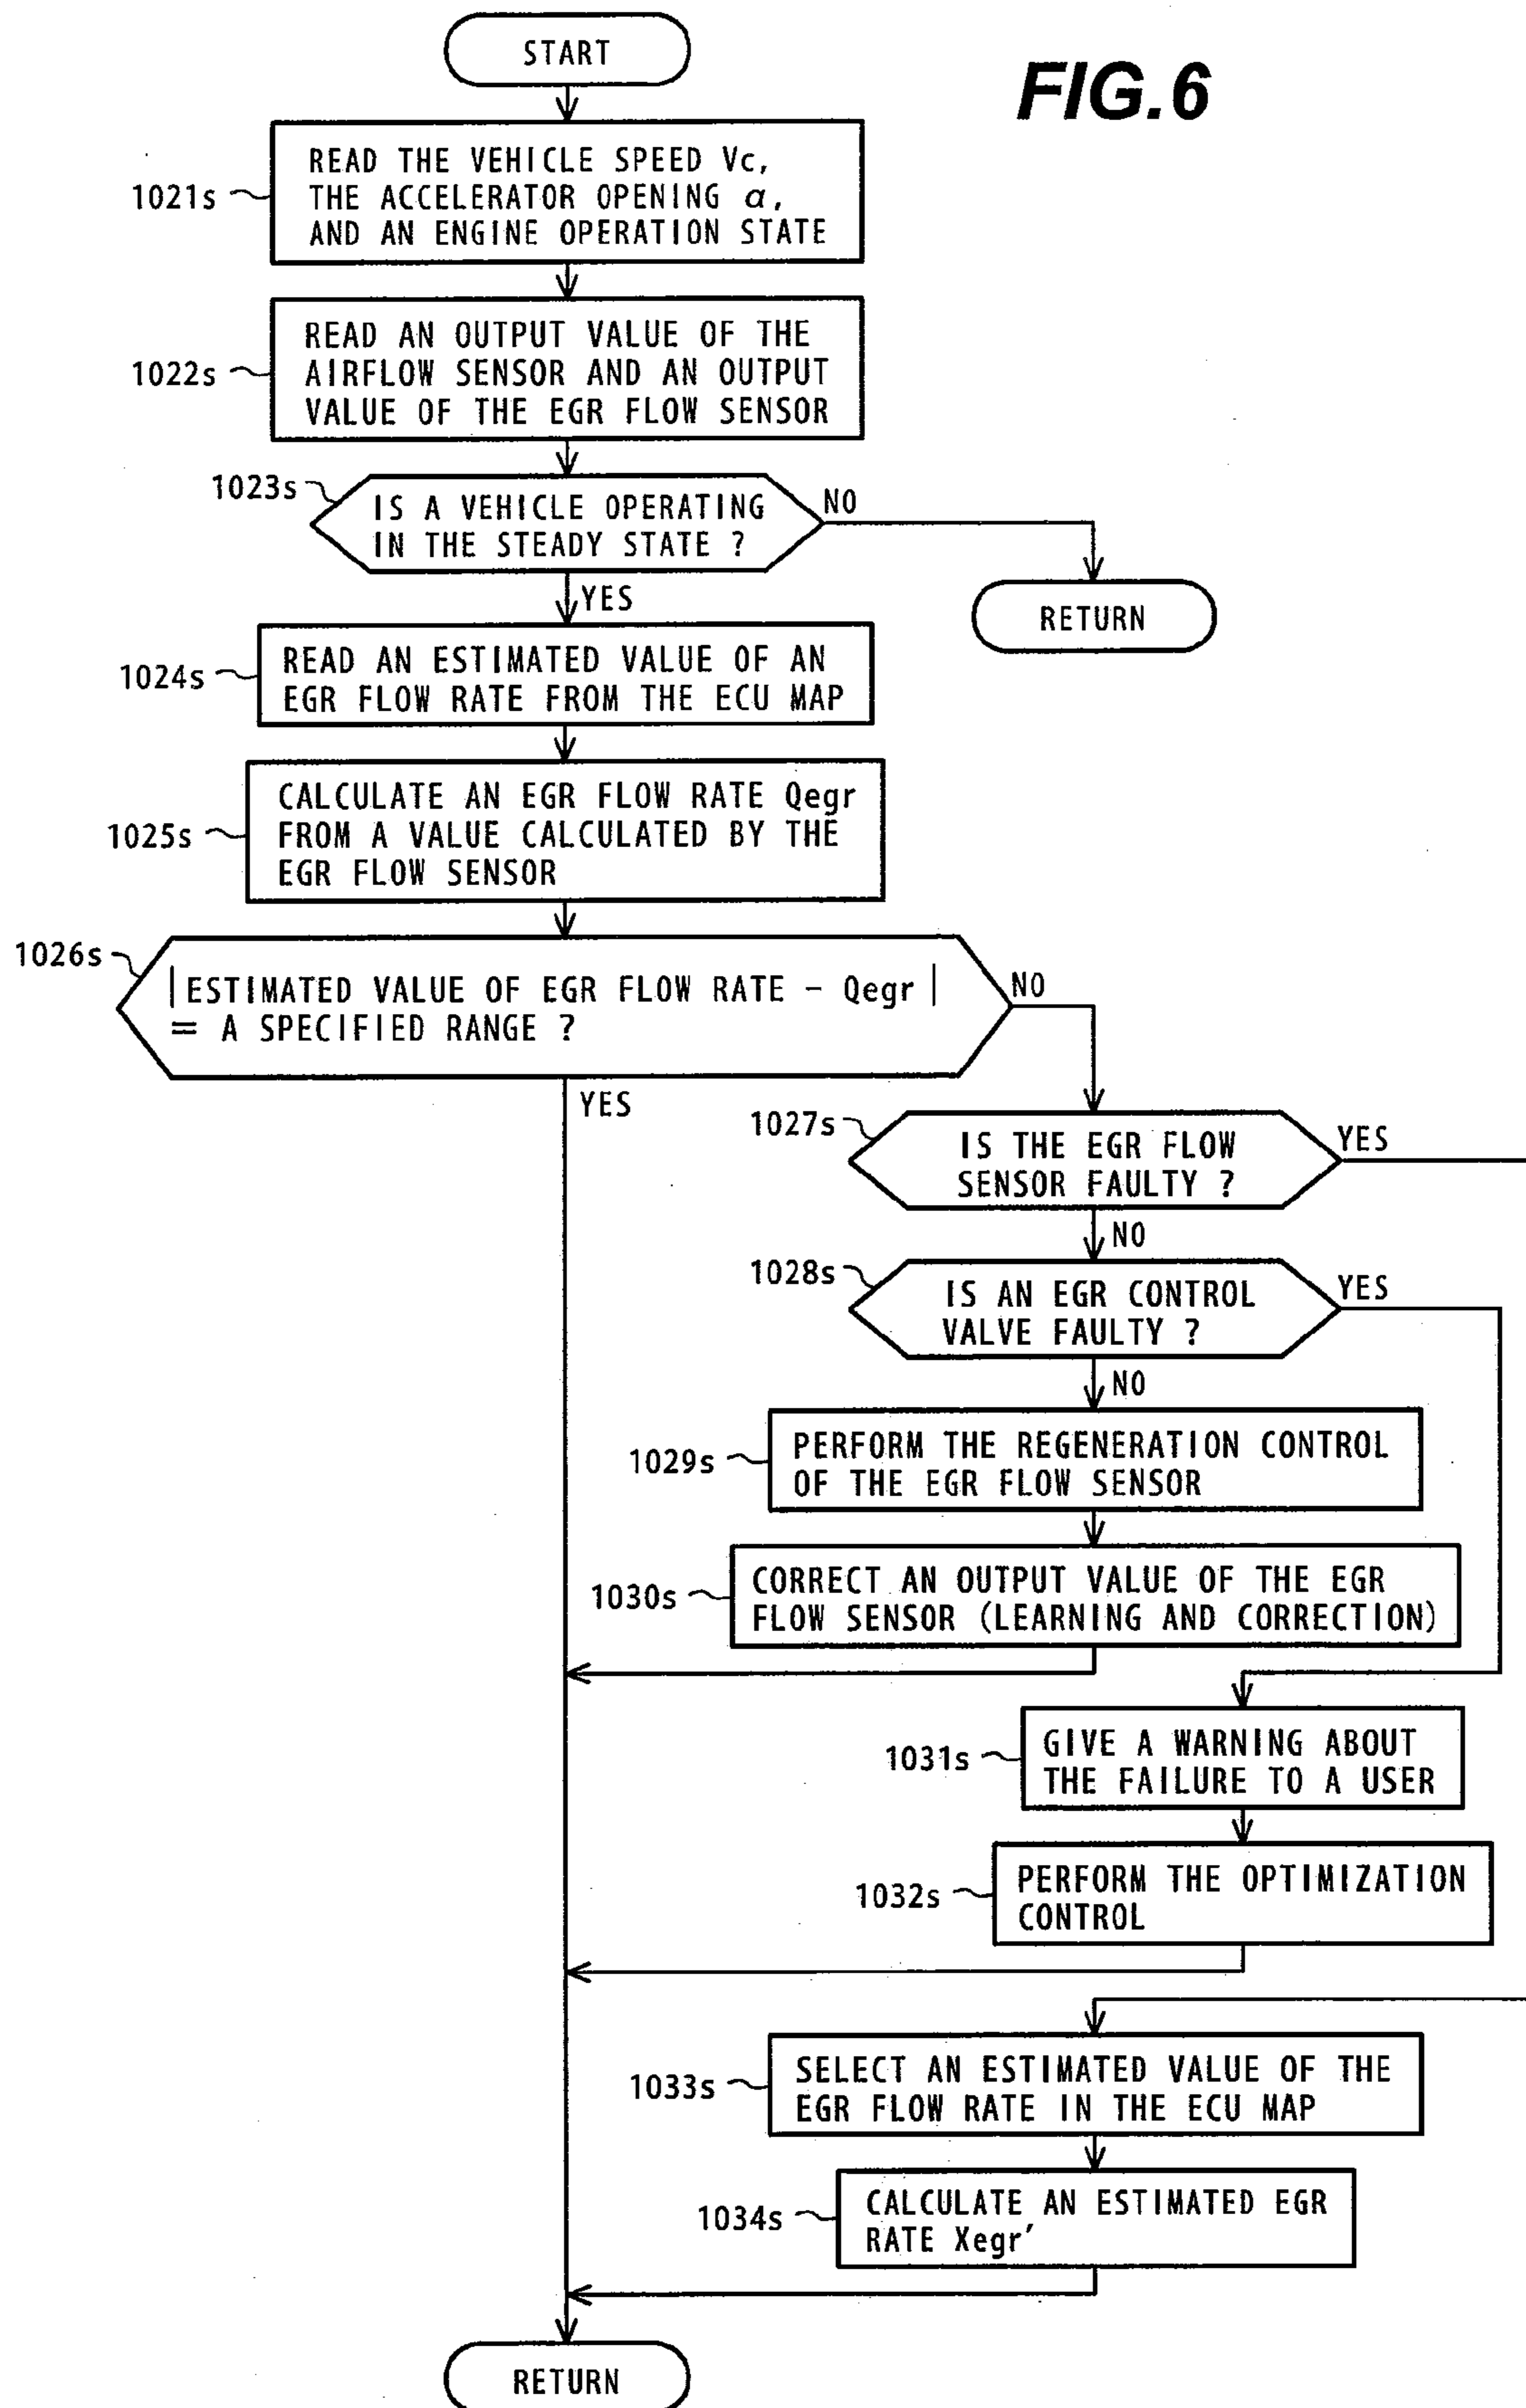 START
FIG.6
1021s
READ THE VEHICLE SPEED Vc,
THE ACCELERATOR OPENING α,
AND AN ENGINE OPERATION STATE
1022s
READ AN OUTPUT VALUE OF THE
AIRFLOW SENSOR AND AN OUTPUT
VALUE OF THE EGR FLOW SENSOR
1023s
IS A VEHICLE OPERATING
IN THE STEADY STATE ?
NO
RETURN
YES
1024s
READ AN ESTIMATED VALUE OF AN
EGR FLOW RATE FROM THE ECU MAP
1025s
CALCULATE AN EGR FLOW RATE Qegr
FROM A VALUE CALCULATED BY THE
EGR FLOW SENSOR
1026s
|ESTIMATED VALUE OF EGR FLOW RATE - Qegr|
= A SPECIFIED RANGE ?
NO
YES
1027s
IS THE EGR FLOW
SENSOR FAULTY ?
YES
NO
1028s
IS AN EGR CONTROL
VALVE FAULTY ?
YES
NO
1029s
PERFORM THE REGENERATION CONTROL
OF THE EGR FLOW SENSOR
1030s
CORRECT AN OUTPUT VALUE OF THE EGR
FLOW SENSOR (LEARNING AND CORRECTION)
1031s
GIVE A WARNING ABOUT
THE FAILURE TO A USER
1032s
PERFORM THE OPTIMIZATION
CONTROL
1033s
SELECT AN ESTIMATED VALUE OF THE
EGR FLOW RATE IN THE ECU MAP
1034s
CALCULATE AN ESTIMATED EGR
RATE Xegr′
RETURN